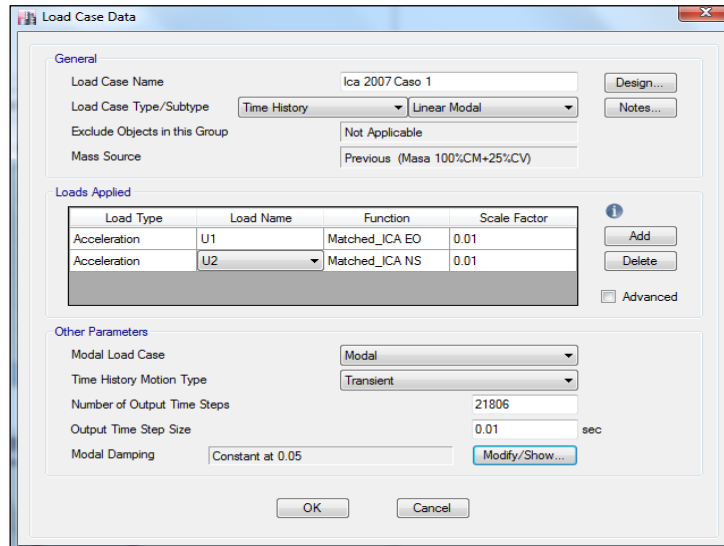 Load Case Data
General
Load Case Name Ica 2007 Caso 1 Design...
Load Case Type/Subtype Time History Linear Modal Notes...
Exclude Objects in this Group Not Applicable
Mass Source Previous (Masa 100%CM+25%CV)
Loads Applied
Load Type Load Name Function Scale Factor
Acceleration U1 Matched_ICA EO 0.01 Add
Acceleration U2 Matched_ICA NS 0.01 Delete
Advanced
Other Parameters
Modal Load Case Modal
Time History Motion Type Transient
Number of Output Time Steps 21806
Output Time Step Size 0.01 sec
Modal Damping Constant at 0.05 Modify/Show...
OK Cancel